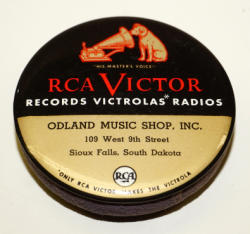 "HIS MASTER'S VOICE"
RCA VICTOR
RECORDS VICTROLAS® RADIOS
ODLAND MUSIC SHOP, INC.
109 West 9th Street
Sioux Falls, South Dakota
RCA
"ONLY RCA VICTOR MAKES THE VICTROLA